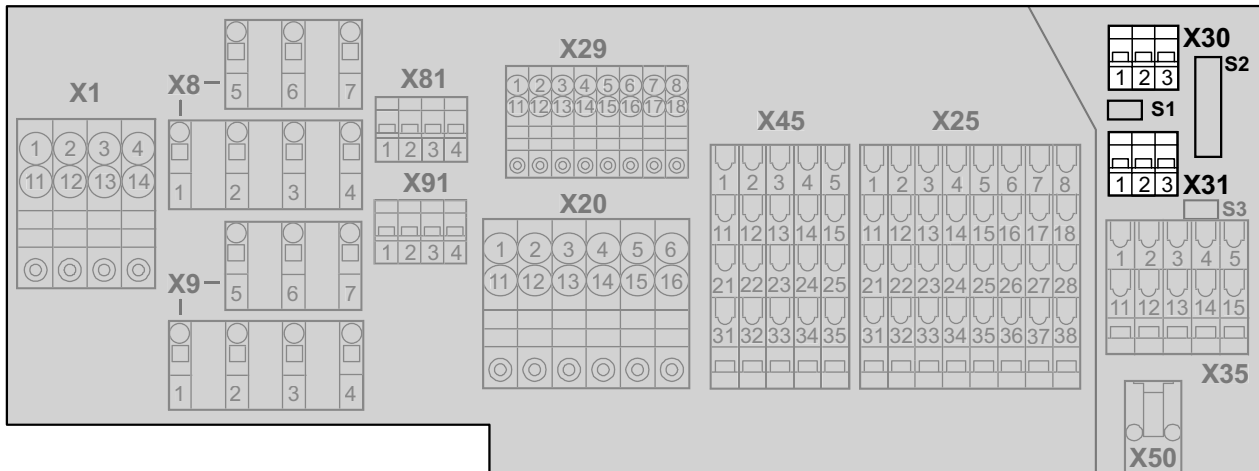 X1
1 2 3 4
11 12 13 14
X8
5 6 7
1 2 3 4
X9
5 6 7
1 2 3 4
X81
1 2 3 4
X91
1 2 3 4
X29
1 2 3 4 5 6 7 8
11 12 13 14 15 16 17 18
X20
1 2 3 4 5 6
11 12 13 14 15 16
X45
1 2 3 4 5
11 12 13 14 15
21 22 23 24 25
31 32 33 34 35
X25
1 2 3 4 5 6 7 8
11 12 13 14 15 16 17 18
21 22 23 24 25 26 27 28
31 32 33 34 35 36 37 38
X30
1 2 3
S2
S1
1 2 3
X31
S3
1 2 3 4 5
11 12 13 14 15
X35
X50